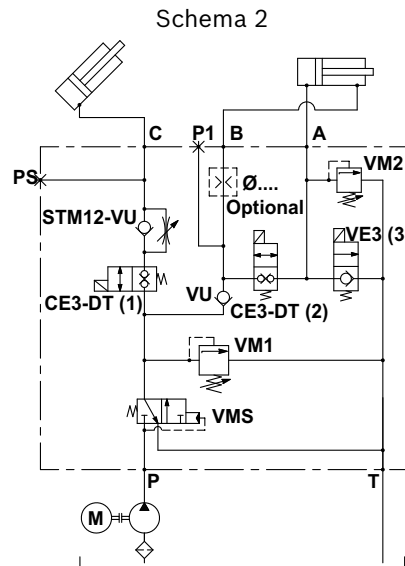 Schema 2
C
P1
B
A
PS
VM2
Ø....
Optional
STM12-VU
VE3 (3
VU
CE3-DT (1)
CE3-DT (2)
VM1
VMS
P
T
M